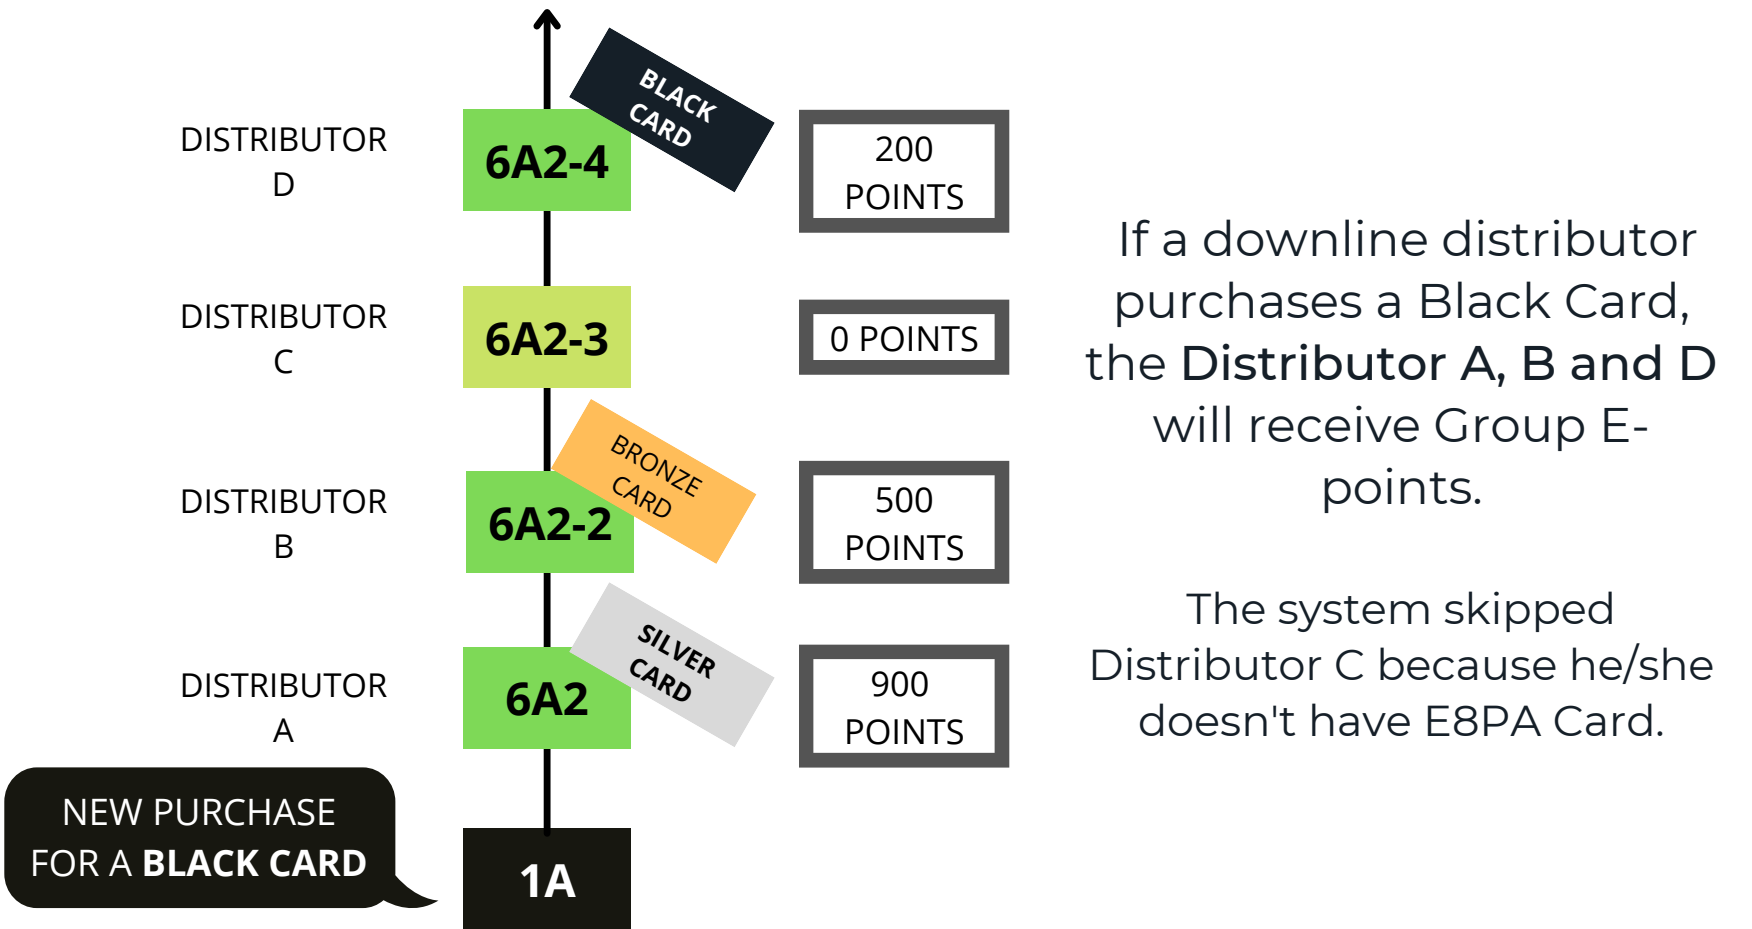 BLACK
CARD
DISTRIBUTOR
D
6A2-4
200
POINTS
DISTRIBUTOR
C
6A2-3
0 POINTS
BRONZE
CARD
DISTRIBUTOR
B
6A2-2
500
POINTS
SILVER
CARD
DISTRIBUTOR
A
6A2
900
POINTS
NEW PURCHASE
FOR A BLACK CARD
1A
If a downline distributor
purchases a Black Card,
the Distributor A, B and D
will receive Group E-
points.
The system skipped
Distributor C because he/she
doesn't have E8PA Card.